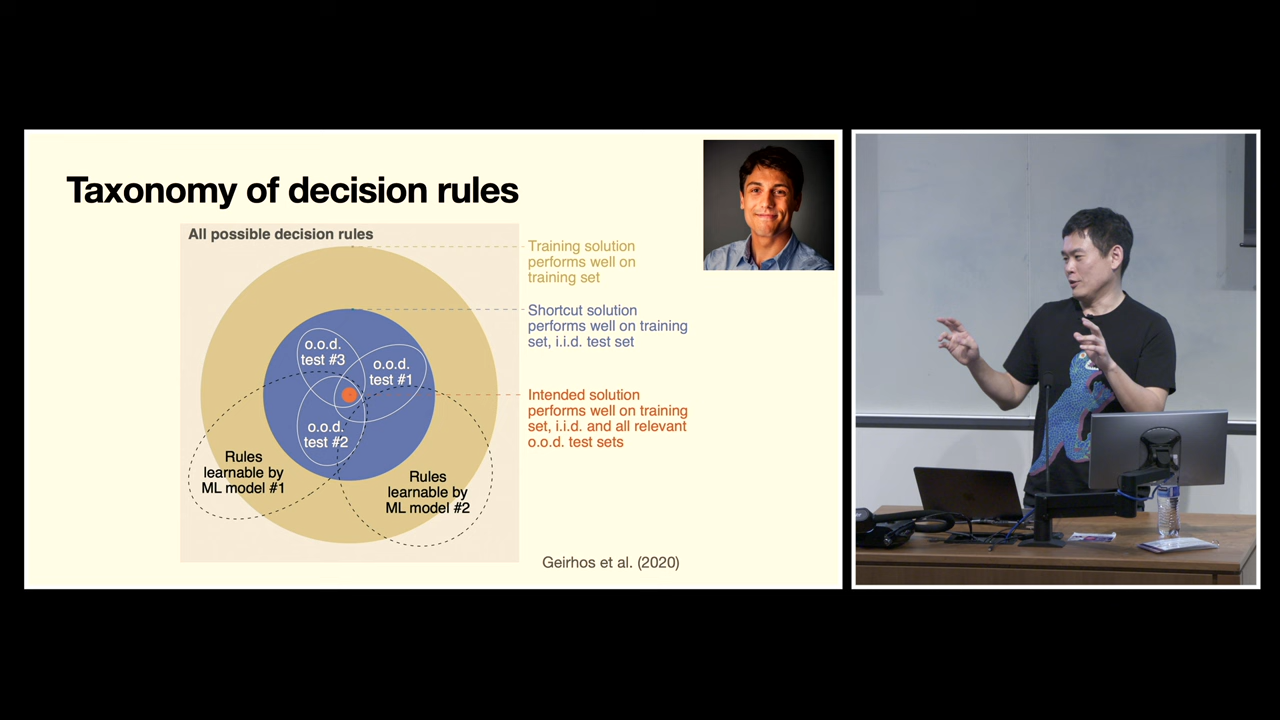 Taxonomy of decision rules
All possible decision rules
Training solution
performs well on
training set
Shortcut solution
performs well on training
set, i.i.d. test set
Intended solution
performs well on training
set, i.i.d. and all relevant
o.o.d. test sets
o.o.d.
test #3
o.o.d.
test #1
o.o.d.
test #2
Rules
learnable by
ML model #1
Rules
learnable by
ML model #2
Geirhos et al. (2020)